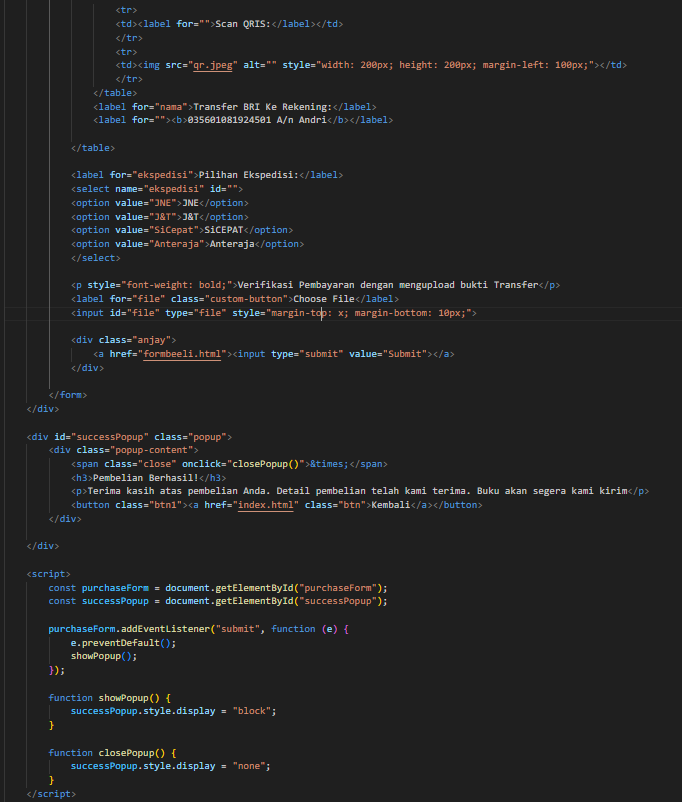 <tr>
<td><label for="">Scan QRIS:</label></td>
</tr>
<tr>
<td><img src="qr.jpeg" alt="" style="width: 200px; height: 200px; margin-left: 100px;"></td>
</tr>
</table>
<label for="nama">Transfer BRI Ke Rekening:</label>
<label for=""><b>035601081924501 A/n Andri</b></label>
</table>
<label for="ekspedisi">Pilihan Ekspedisi:</label>
<select name="ekspedisi" id="">
<option value="JNE">JNE</option>
<option value="J&T">J&T</option>
<option value="SiCepat">SiCEPAT</option>
<option value="Anteraja">Anteraja</option>
</select>
<p style="font-weight: bold;">Verifikasi Pembayaran dengan mengupload bukti Transfer</p>
<label for="file" class="custom-button">Choose File</label>
<input id="file" type="file" style="margin-top: x; margin-bottom: 10px;">
<div class="anjay">
<a href="formbeeli.html"><input type="submit" value="Submit"></a>
</div>
</form>
</div>
<div id="successPopup" class="popup">
<div class="popup-content">
<span class="close" onclick="closePopup()">&times;</span>
<h3>Pembelian Berhasil!</h3>
<p>Terima kasih atas pembelian Anda. Detail pembelian telah kami terima. Buku akan segera kami kirim</p>
<button class="btn1"><a href="index.html" class="btn">Kembali</a></button>
</div>
</div>
<script>
const purchaseForm = document.getElementById("purchaseForm");
const successPopup = document.getElementById("successPopup");
purchaseForm.addEventListener("submit", function (e) {
e.preventDefault();
showPopup();
});
function showPopup() {
successPopup.style.display = "block";
}
function closePopup() {
successPopup.style.display = "none";
}
</script>